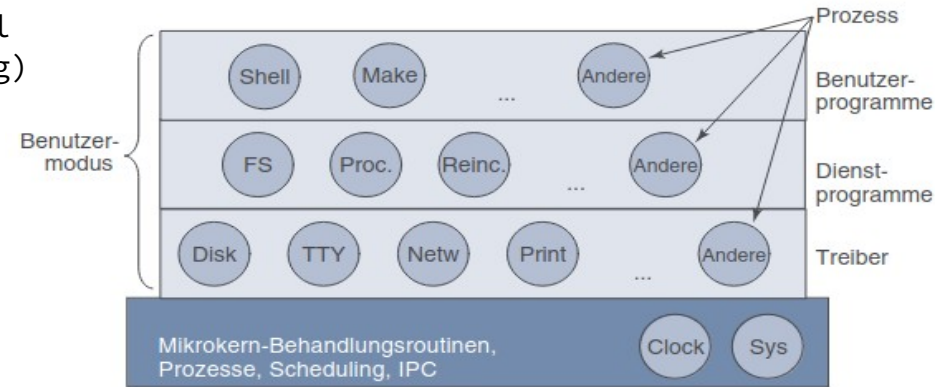 l
g)
Prozess
Shell
Make
...
Andere
Benutzer-
programme
Benutzer-
modus
FS
Proc.
Reinc.
...
Andere
Dienst-
programme
Disk
TTY
Netw
Print
...
Andere
Treiber
Mikrokern-Behandlungsroutinen,
Prozesse, Scheduling, IPC
Clock
Sys